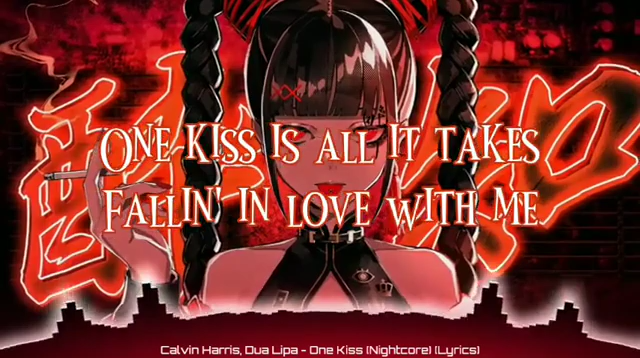 One kiss is all it takes
Fallin' in love with me
Calvin Harris, Dua Lipa - One Kiss (Nightcore) (Lyrics)